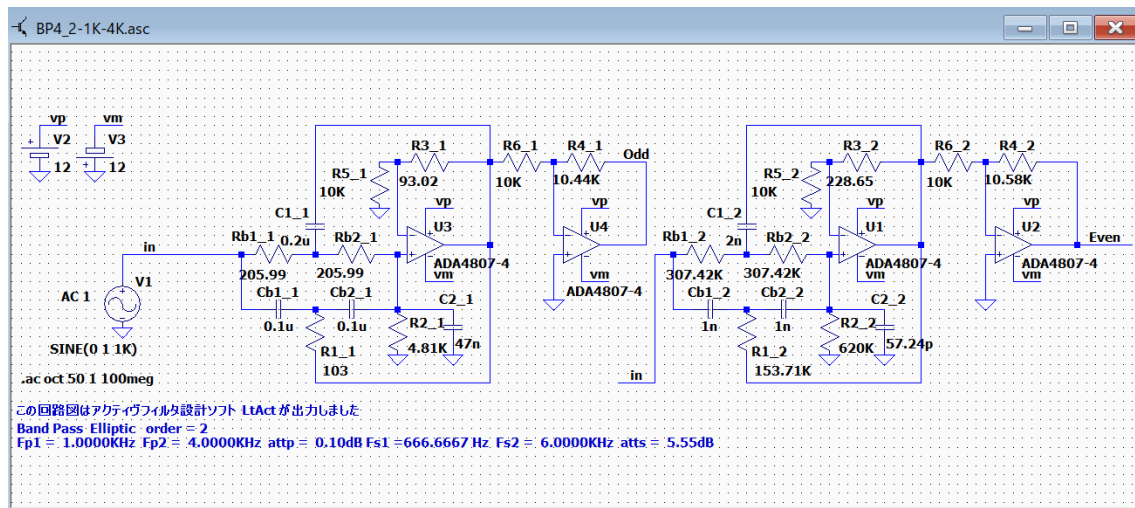 BP4_2-1K-4K.asc
vp
vm
V2
V3
12
12
R3_1
R6_1
R4_1
Odd
R5_1
93.02
10K
10.44K
10K
vp
vp
C1_1
U3
U4
in
Rb1_1
0.2u
Rb2_1
205.99
205.99
ADA4807-4
vm
vm
ADA4807-4
V1
AC 1
Cb1_1
Cb2_1
C2_1
0.1u
0.1u
R2_1
47n
SINE(0 1 1K)
R1_1
4.81K
103
R3_2
R6_2
R4_2
R5_2
228.65
10K
10.58K
10K
vp
vp
C1_2
U1
U2
Even
Rb1_2
2n
Rb2_2
307.42K
307.42K
ADA4807-4
vm
vm
ADA4807-4
Cb1_2
Cb2_2
C2_2
1n
1n
R2_2
57.24p
R1_2
620K
153.71K
in
.ac oct 50 1 100meg
この回路図はアクティヴフィルタ設計ソフト LtAct が出力しました
Band Pass Elliptic order = 2
Fp1 = 1.0000KHz Fp2 = 4.0000KHz attp = 0.10dB Fs1 =666.6667 Hz Fs2 = 6.0000KHz atts = 5.55dB